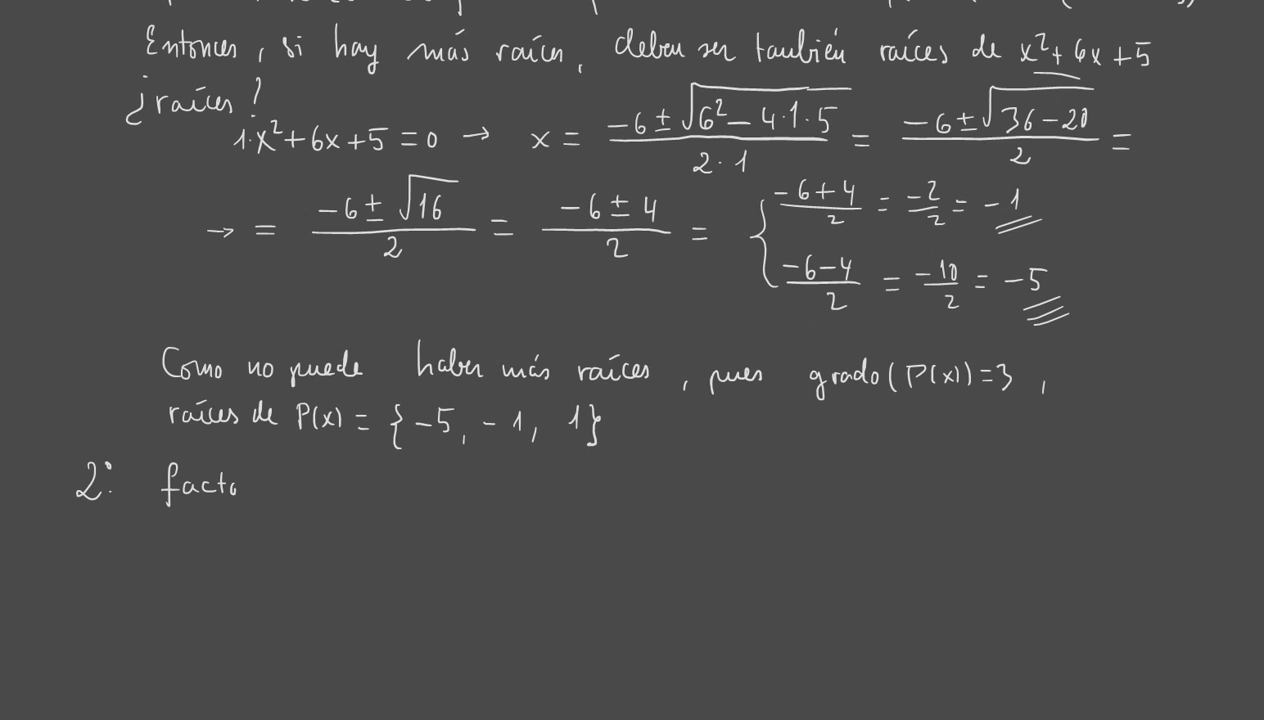 Entonces, si hay más raíces, deben ser también raíces de x²+6x+5
¿raíces?
1·x²+6x+5=0 → x = (-6±√(6²-4·1·5))/(2·1) = (-6±√(36-20))/2 =
→ = (-6±√16)/2 = (-6±4)/2 = { (-6+4)/2 = -2/2 = -1
(-6-4)/2 = -10/2 = -5
Como no puede haber más raíces, pues grado(P(x))=3,
raíces de P(x) = {-5, -1, 1}
2º: facto